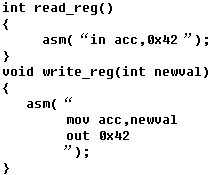 int read_reg()
{
asm(“in acc,0x42”);
}
void write_reg(int newval)
{
asm(“
mov acc,newval
out 0x42
”);
}